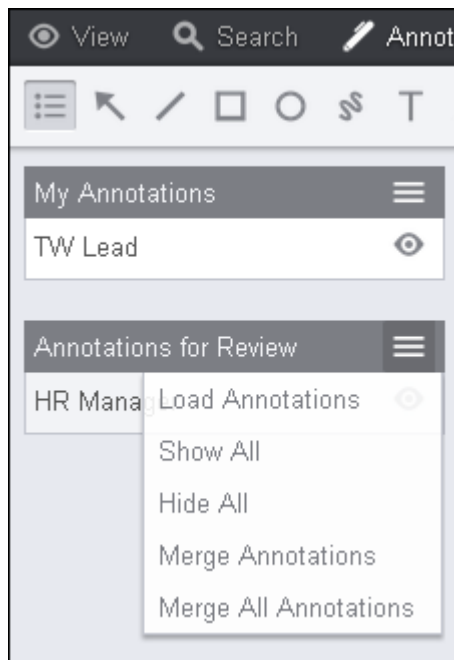 View Search Annot
T
My Annotations
TW Lead
Annotations for Review
HR Manage
Load Annotations
Show All
Hide All
Merge Annotations
Merge All Annotations